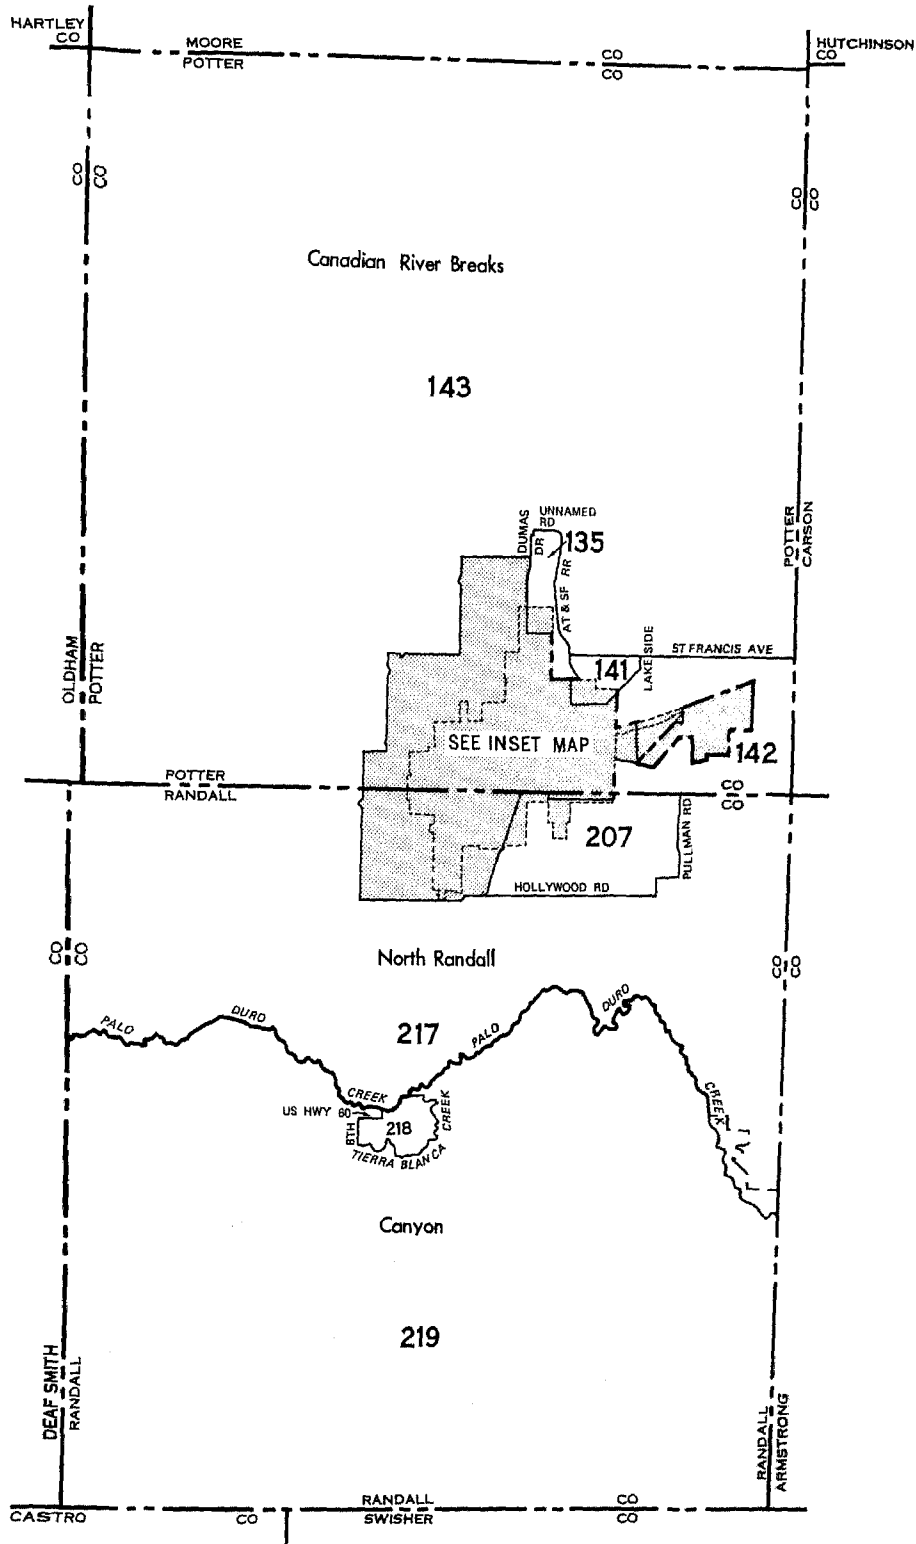 HARTLEY
CO
MOORE
POTTER
CO
CO
HUTCHINSON
CO
CO
CO
CO
CO
Canadian River Breaks
143
UNNAMED
RD
DUMAS
DR
135
AT & SF RR
POTTER
CARSON
OLDHAM
POTTER
LAKE SIDE
ST FRANCIS AVE
141
SEE INSET MAP
142
POTTER
RANDALL
CO
CO
207
PULLMAN RD
HOLLYWOOD RD
CO
CO
North Randall
CO
CO
PALO
DURO
217
PALO
DURO
CREEK
CREEK
US HWY 60
BTH
218
CREEK
TIERRA BLANCA
Canyon
219
DEAF SMITH
RANDALL
RANDALL
ARMSTRONG
RANDALL
SWISHER
CO
CO
CASTRO
CO